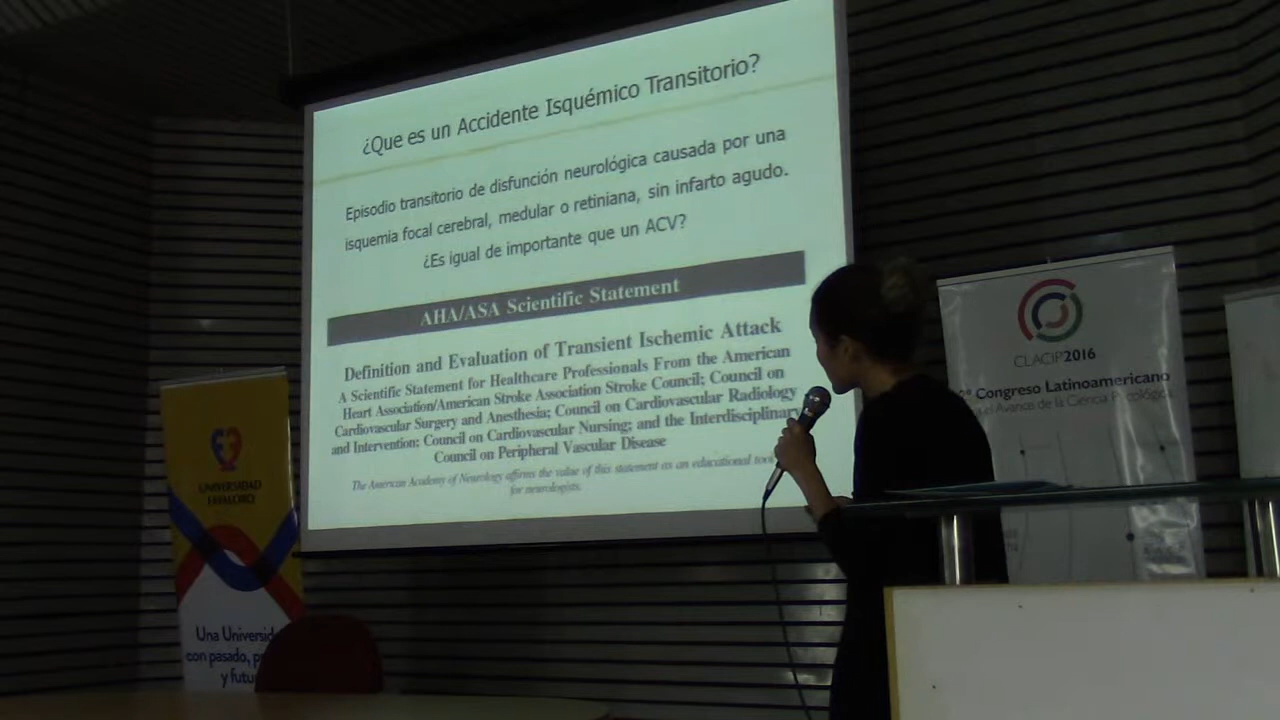 ¿Que es un Accidente Isquémico Transitorio?
Episodio transitorio de disfunción neurológica causada por una
isquemia focal cerebral, medular o retiniana, sin infarto agudo.
¿Es igual de importante que un ACV?
AHA/ASA Scientific Statement
Definition and Evaluation of Transient Ischemic Attack
A Scientific Statement for Healthcare Professionals From the American
Heart Association/American Stroke Association Stroke Council; Council on
Cardiovascular Surgery and Anesthesia; Council on Cardiovascular Radiology
and Intervention; Council on Cardiovascular Nursing; and the Interdisciplinary
Council on Peripheral Vascular Disease
The American Academy of Neurology affirms the value of this statement as an educational tool
for neurologists.
UNIVERSIDAD
FAVALORO
Una Universid
con pasado, p
y futu
CLACIP2016
Congreso Latinoamericano
el Avance de la Ciencia Psicológica